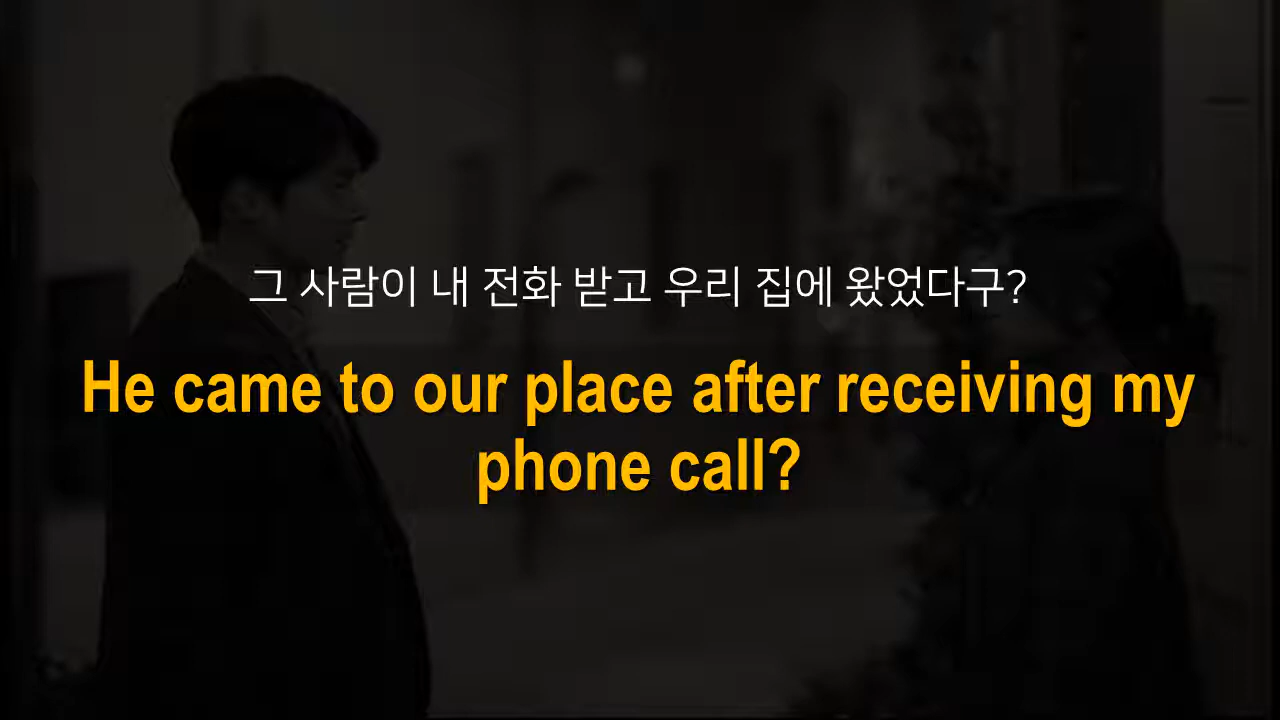 그 사람이 내 전화 받고 우리 집에 왔었다구?
He came to our place after receiving my
phone call?